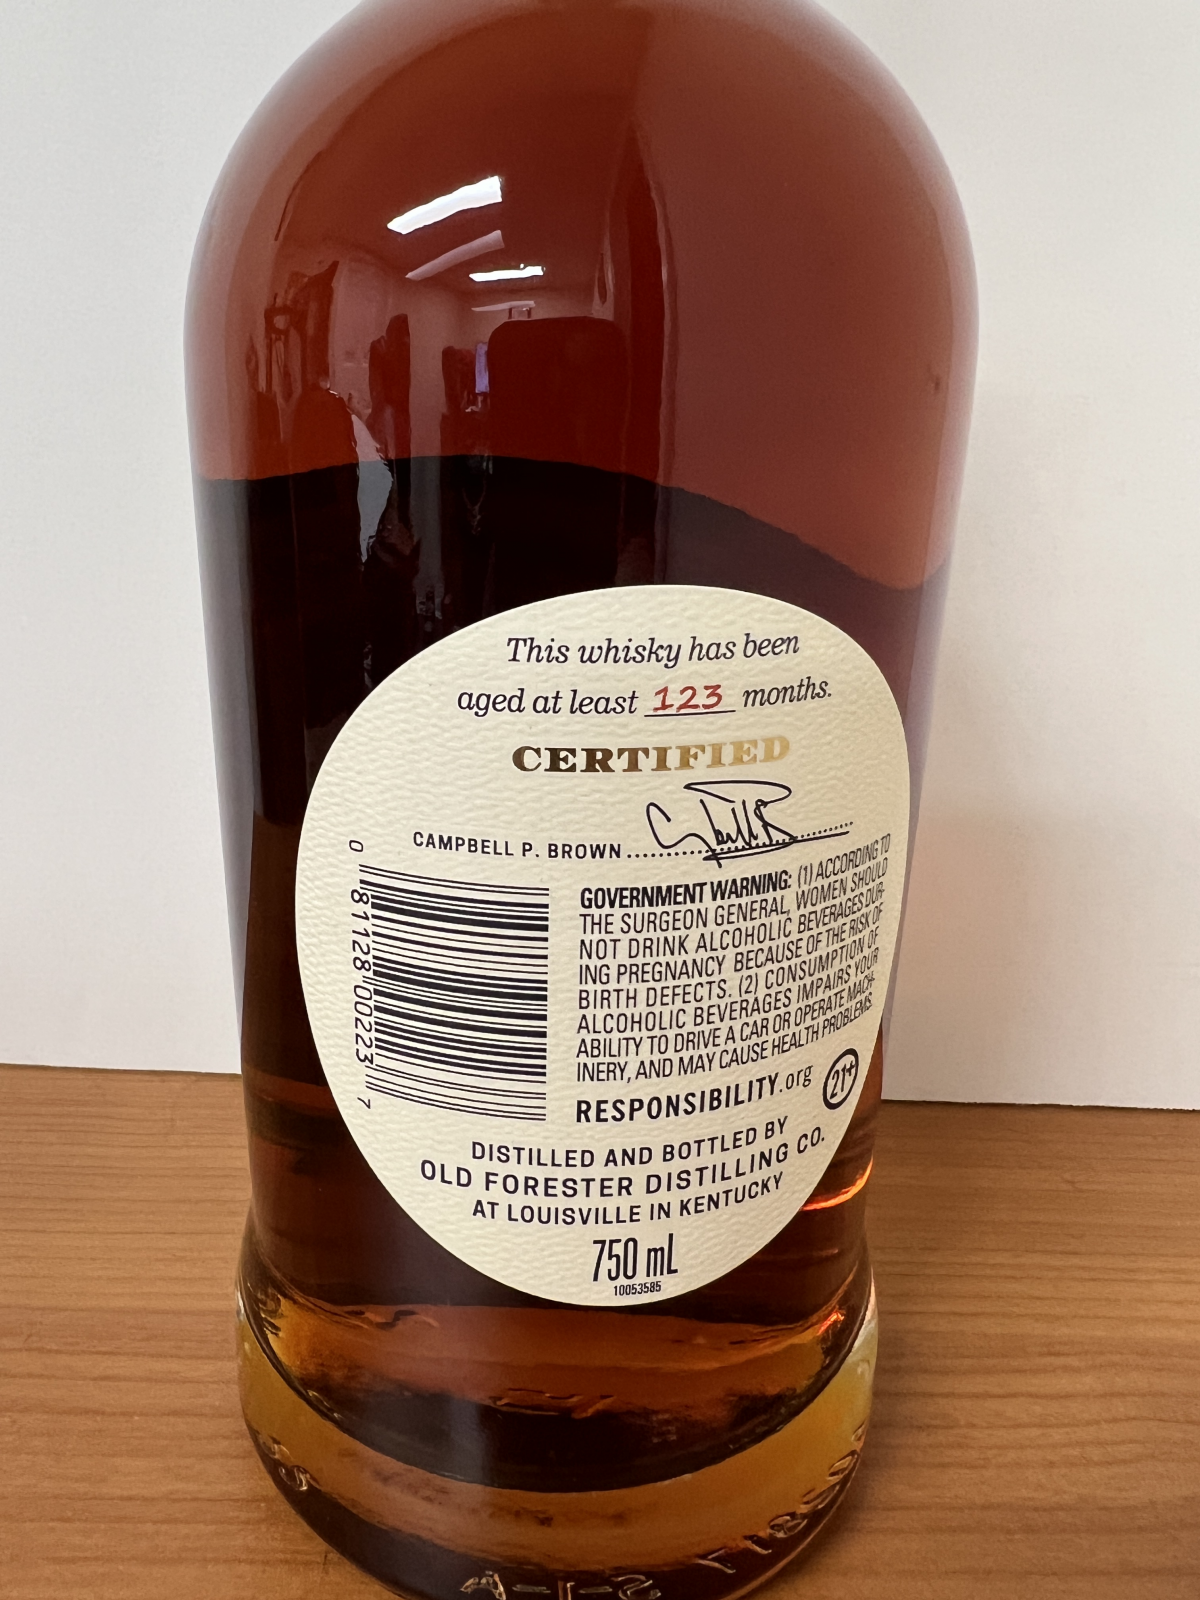 This whisky has been
aged at least 123 months.
CERTIFIED
CAMPBELL P. BROWN
0 81128 00223 7
GOVERNMENT WARNING: (1) ACCORDING TO
THE SURGEON GENERAL, WOMEN SHOULD
NOT DRINK ALCOHOLIC BEVERAGES DUR-
ING PREGNANCY BECAUSE OF THE RISK OF
BIRTH DEFECTS. (2) CONSUMPTION OF
ALCOHOLIC BEVERAGES IMPAIRS YOUR
ABILITY TO DRIVE A CAR OR OPERATE MACH-
INERY, AND MAY CAUSE HEALTH PROBLEMS.
RESPONSIBILITY.org 21+
DISTILLED AND BOTTLED BY
OLD FORESTER DISTILLING CO.
AT LOUISVILLE IN KENTUCKY
750 mL
10053585